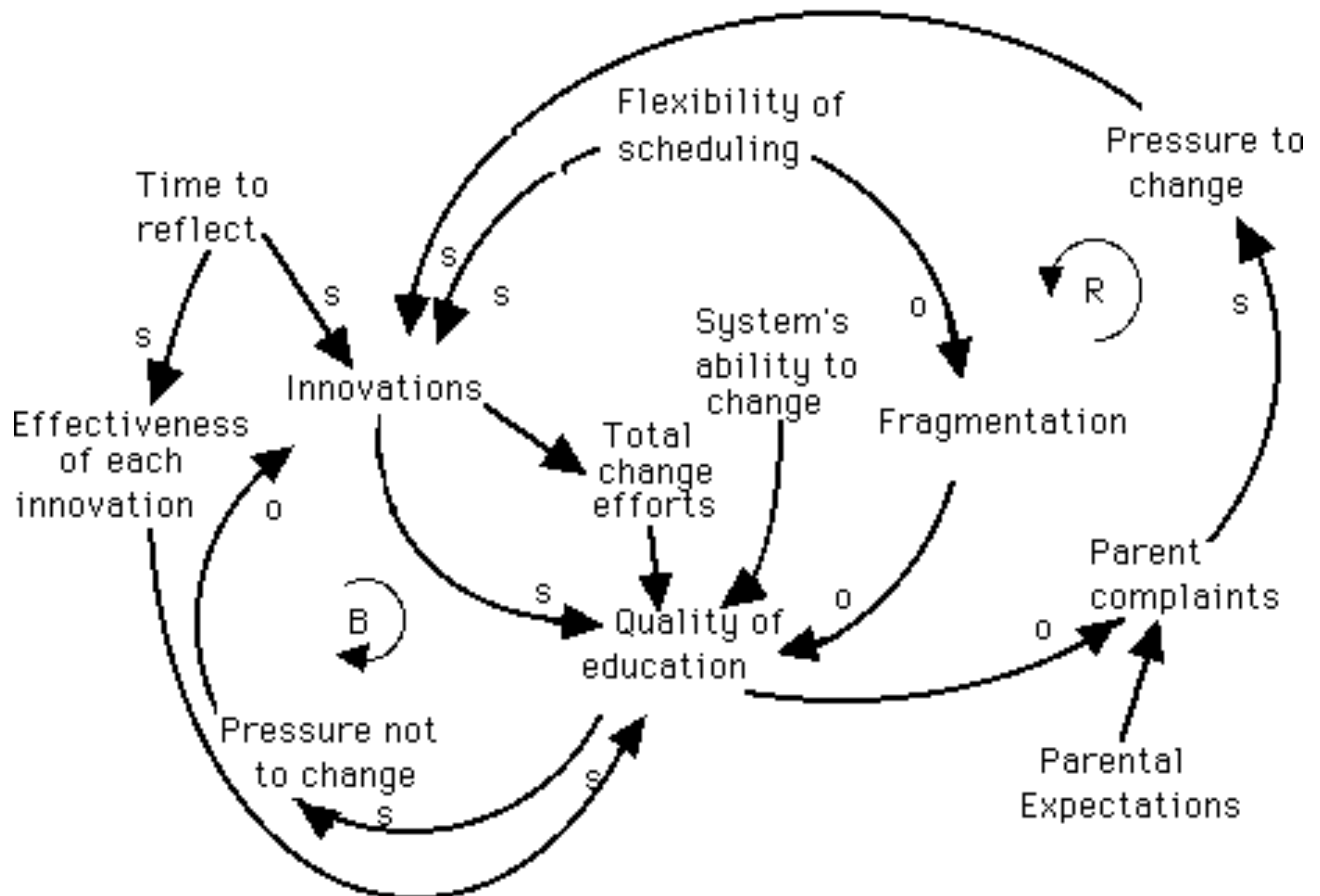 Flexibility of
scheduling
Pressure to
change
Time to
reflect
s
s
s
s
o
R
s
System's
ability to
change
Innovations
Effectiveness
of each
innovation
Fragmentation
Total
change
efforts
o
Parent
complaints
s
o
B
Quality of
education
o
Pressure not
to change
s
s
Parental
Expectations